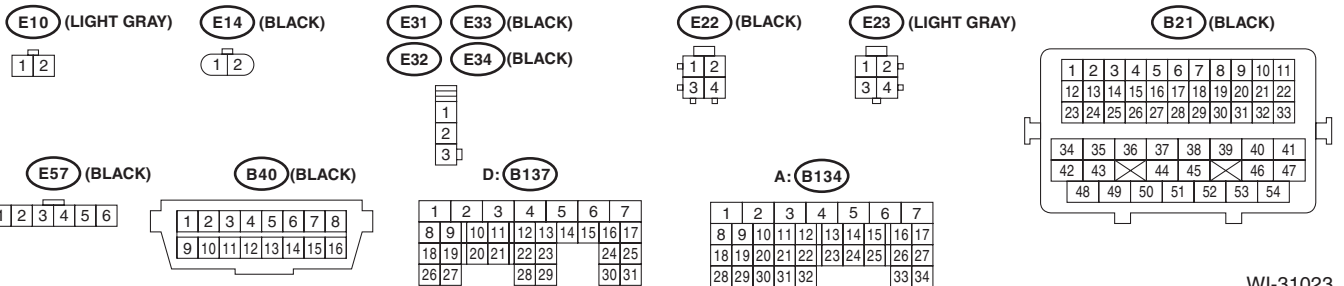 E10 (LIGHT GRAY) E14 (BLACK) E31 E33 (BLACK) E22 (BLACK) E23 (LIGHT GRAY) B21 (BLACK)
E32 E34 (BLACK)
1 2
1 2
1
2
3
1 2
3 4
1 2
3 4
1 2 3 4 5 6 7 8 9 10 11
12 13 14 15 16 17 18 19 20 21 22
23 24 25 26 27 28 29 30 31 32 33
34 35 36 37 38 39 40 41
42 43 44 45 46 47
48 49 50 51 52 53 54
E57 (BLACK) B40 (BLACK) D: B137 A: B134
1 2 3 4 5 6
1 2 3 4 5 6 7 8
9 10 11 12 13 14 15 16
1 2 3 4 5 6 7
8 9 10 11 12 13 14 15 16 17
18 19 20 21 22 23 24 25
26 27 28 29 30 31
1 2 3 4 5 6 7
8 9 10 11 12 13 14 15 16 17
18 19 20 21 22 23 24 25 26 27
28 29 30 31 32 33 34
WI-31023